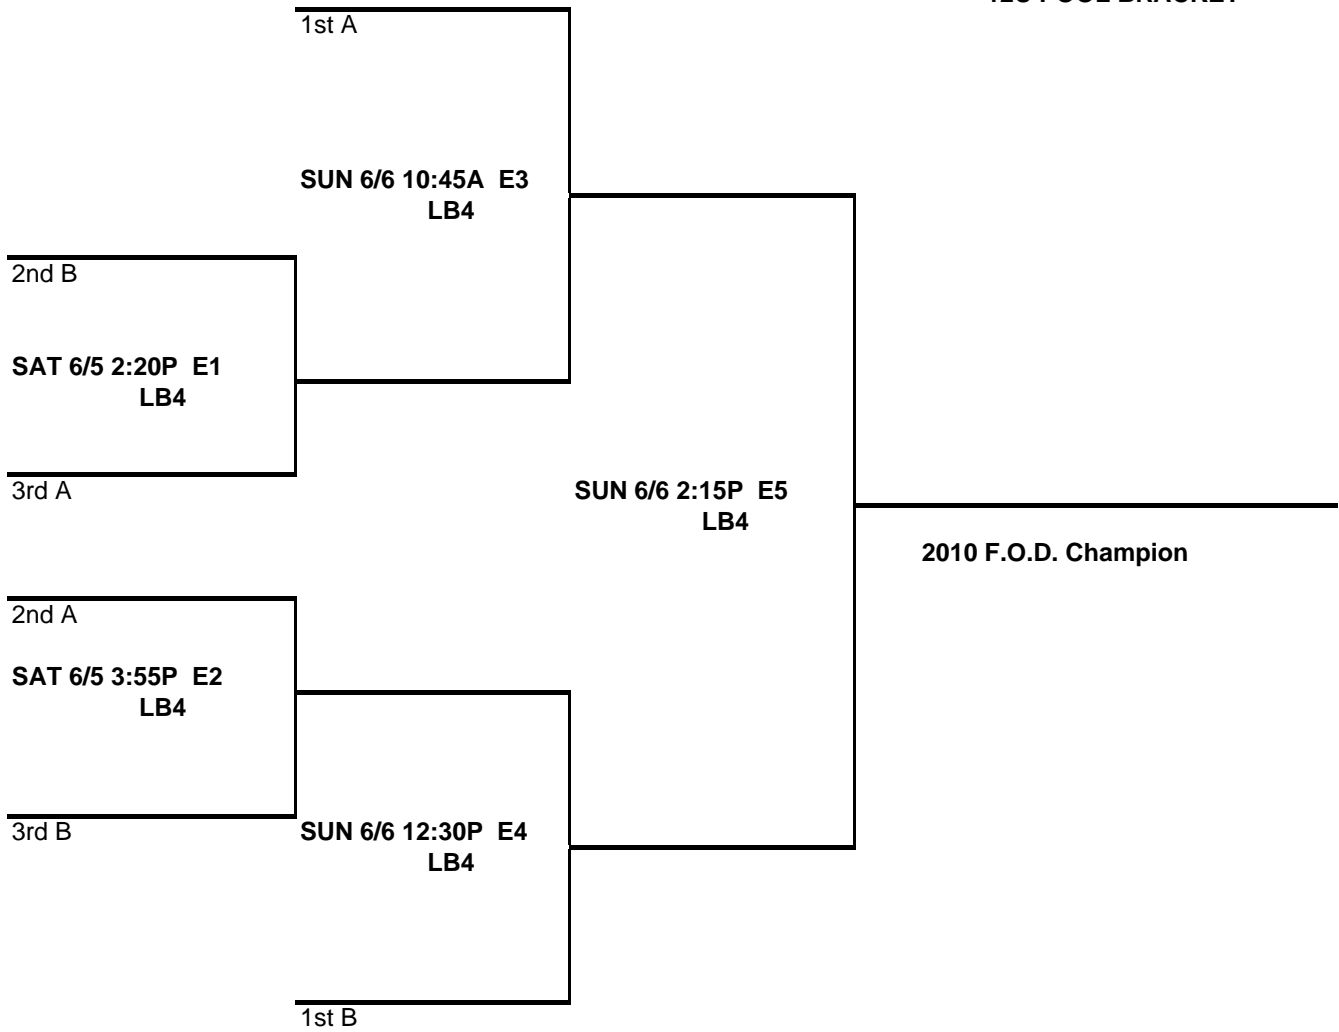 1st A
SUN 6/6 10:45A E3
LB4
2nd B
SAT 6/5 2:20P E1
LB4
3rd A
SUN 6/6 2:15P E5
LB4
2010 F.O.D. Champion
2nd A
SAT 6/5 3:55P E2
LB4
3rd B
SUN 6/6 12:30P E4
LB4
1st B